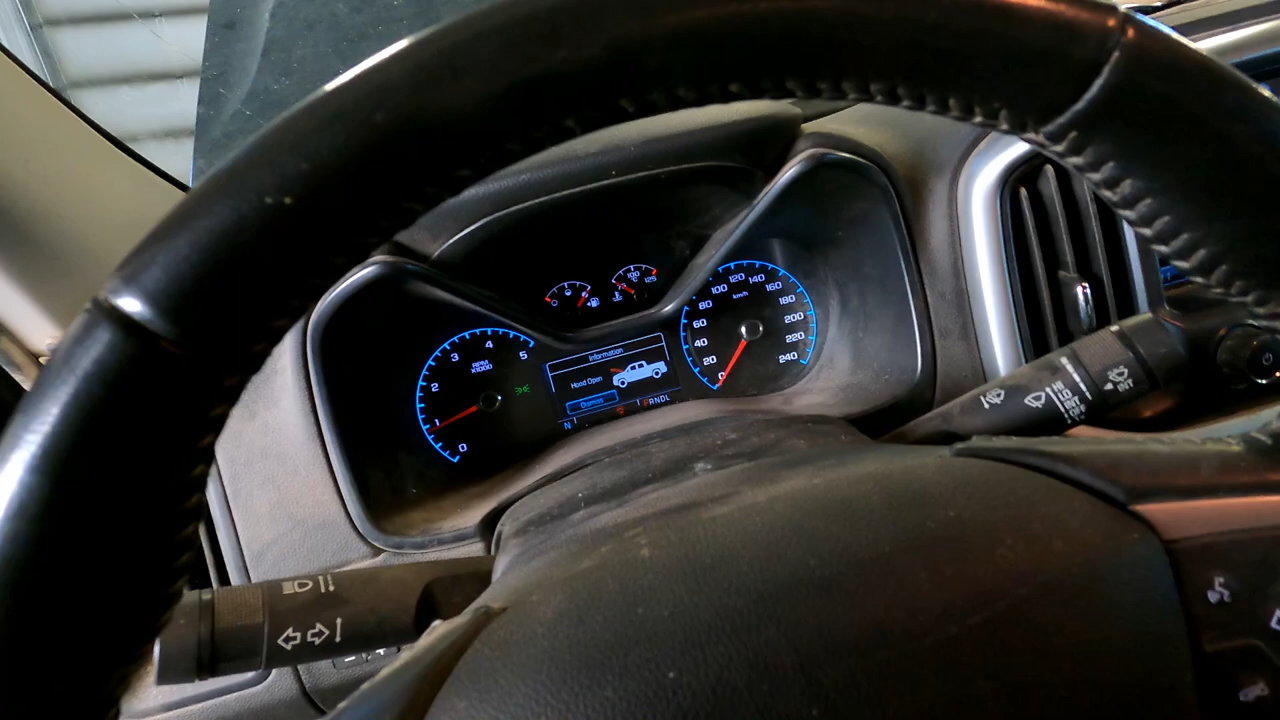 100
°C
125
RPM
X1000
0
1
2
3
4
5
Information
Hood Open
Dismiss
N
PRNDL
km/h
0
20
40
60
80
100
120
140
160
180
200
220
240
INT